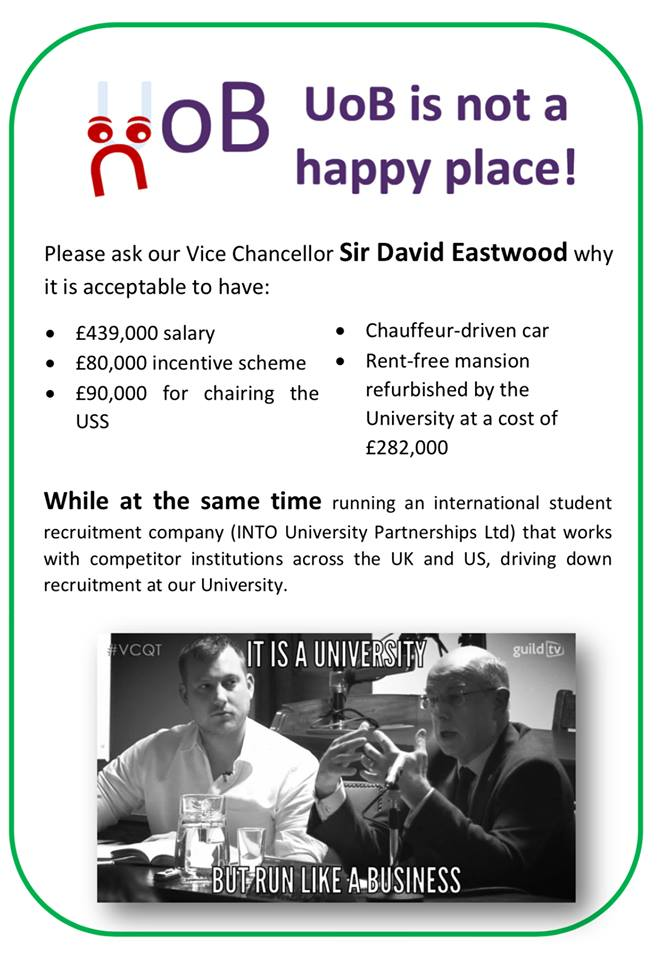 UoB
UoB is not a
happy place!
Please ask our Vice Chancellor Sir David Eastwood why
it is acceptable to have:
• £439,000 salary
• £80,000 incentive scheme
• £90,000 for chairing the
USS
• Chauffeur-driven car
• Rent-free mansion
refurbished by the
University at a cost of
£282,000
While at the same time running an international student
recruitment company (INTO University Partnerships Ltd) that works
with competitor institutions across the UK and US, driving down
recruitment at our University.
#VCQT
IT IS A UNIVERSITY
guild tv
BUT RUN LIKE A BUSINESS